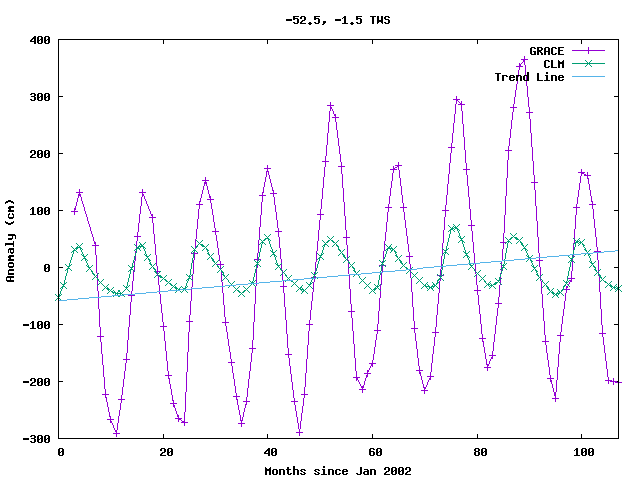 -52.5, -1.5 TWS
GRACE
CLM
Trend Line
400
300
200
100
0
-100
-200
-300
Anomaly (cm)
0 20 40 60 80 100
Months since Jan 2002